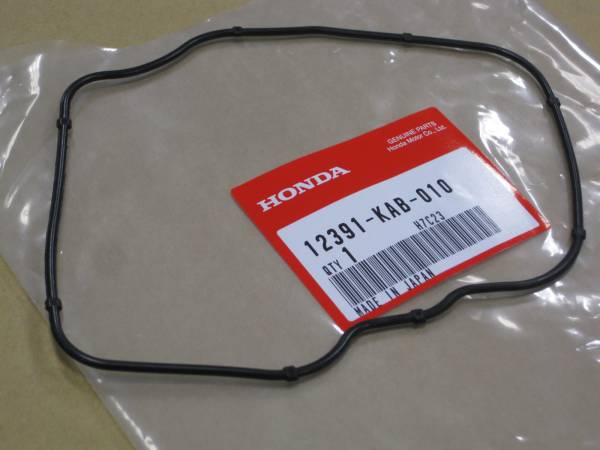 GENUINE PARTS
Honda Motor Co., Ltd.
HONDA
12391-KAB-010
H7C23
QTY 1
MADE IN JAPAN